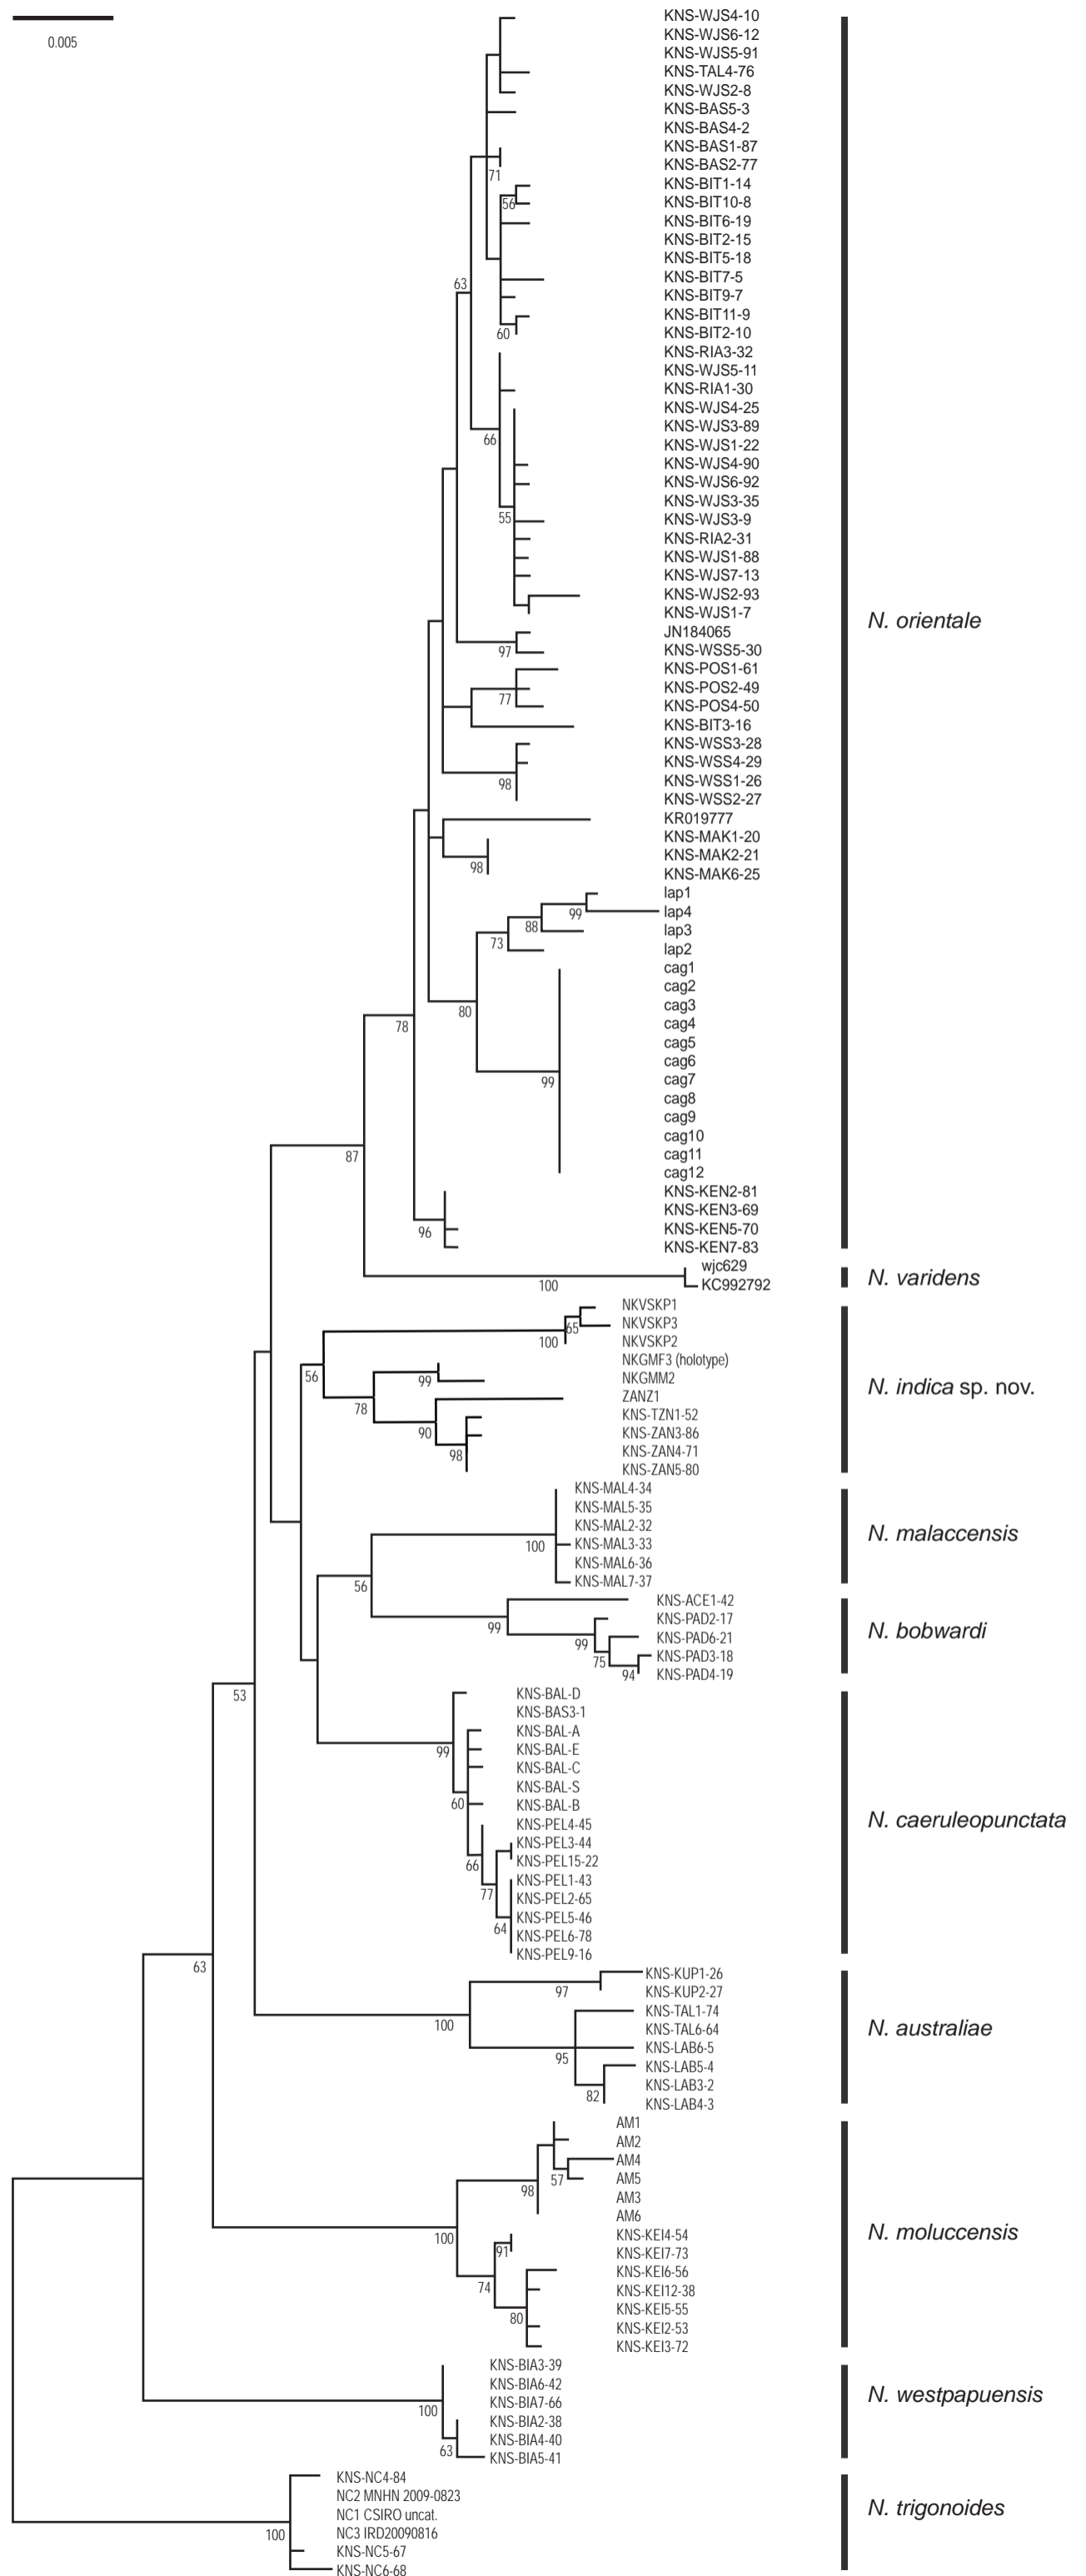 0.005
KNS-WJS4-10
KNS-WJS6-12
KNS-WJS5-91
KNS-TAL4-76
KNS-WJS2-8
KNS-BAS5-3
KNS-BAS4-2
KNS-BAS1-87
KNS-BAS2-77
71
KNS-BIT1-14
KNS-BIT10-8
56
KNS-BIT6-19
KNS-BIT2-15
KNS-BIT5-18
KNS-BIT7-5
63
KNS-BIT9-7
KNS-BIT11-9
KNS-BIT2-10
60
KNS-RIA3-32
KNS-WJS5-11
KNS-RIA1-30
KNS-WJS4-25
KNS-WJS3-89
66
KNS-WJS1-22
KNS-WJS4-90
KNS-WJS6-92
KNS-WJS3-35
KNS-WJS3-9
55
KNS-RIA2-31
KNS-WJS1-88
KNS-WJS7-13
KNS-WJS2-93
KNS-WJS1-7
N. orientale
JN184065
KNS-WSS5-30
97
KNS-POS1-61
KNS-POS2-49
77
KNS-POS4-50
KNS-BIT3-16
KNS-WSS3-28
KNS-WSS4-29
KNS-WSS1-26
98
KNS-WSS2-27
KR019777
KNS-MAK1-20
KNS-MAK2-21
98
KNS-MAK6-25
lap1
lap4
99
88
lap3
73
lap2
cag1
cag2
cag3
80
cag4
78
cag5
cag6
cag7
99
cag8
cag9
cag10
cag11
87
cag12
KNS-KEN2-81
KNS-KEN3-69
KNS-KEN5-70
96
KNS-KEN7-83
wjc629
KC992792
100
N. varidens
NKVSKP1
NKVSKP3
65
NKVSKP2
100
NKGMF3 (holotype)
NKGMM2
56
99
N. indica sp. nov.
ZANZ1
78
KNS-TZN1-52
KNS-ZAN3-86
90
KNS-ZAN4-71
98
KNS-ZAN5-80
KNS-MAL4-34
KNS-MAL5-35
KNS-MAL2-32
KNS-MAL3-33
100
KNS-MAL6-36
KNS-MAL7-37
56
N. malaccensis
KNS-ACE1-42
KNS-PAD2-17
99
KNS-PAD6-21
99
KNS-PAD3-18
75
KNS-PAD4-19
94
N. bobwardi
KNS-BAL-D
53
KNS-BAS3-1
KNS-BAL-A
KNS-BAL-E
99
KNS-BAL-C
KNS-BAL-S
KNS-BAL-B
60
KNS-PEL4-45
KNS-PEL3-44
KNS-PEL15-22
66
KNS-PEL1-43
77
KNS-PEL2-65
KNS-PEL5-46
64
KNS-PEL6-78
KNS-PEL9-16
N. caeruleopunctata
63
KNS-KUP1-26
KNS-KUP2-27
97
KNS-TAL1-74
100
KNS-TAL6-64
KNS-LAB6-5
95
KNS-LAB5-4
KNS-LAB3-2
82
KNS-LAB4-3
N. australiae
AM1
AM2
AM4
AM5
57
98
AM3
AM6
KNS-KEI4-54
100
91
KNS-KEI7-73
KNS-KEI6-56
74
KNS-KEI12-38
KNS-KEI5-55
80
KNS-KEI2-53
KNS-KEI3-72
N. moluccensis
KNS-BIA3-39
KNS-BIA6-42
KNS-BIA7-66
100
KNS-BIA2-38
KNS-BIA4-40
63
KNS-BIA5-41
N. westpapuensis
KNS-NC4-84
NC2 MNHN 2009-0823
NC1 CSIRO uncat.
NC3 IRD20090816
100
KNS-NC5-67
KNS-NC6-68
N. trigonoides